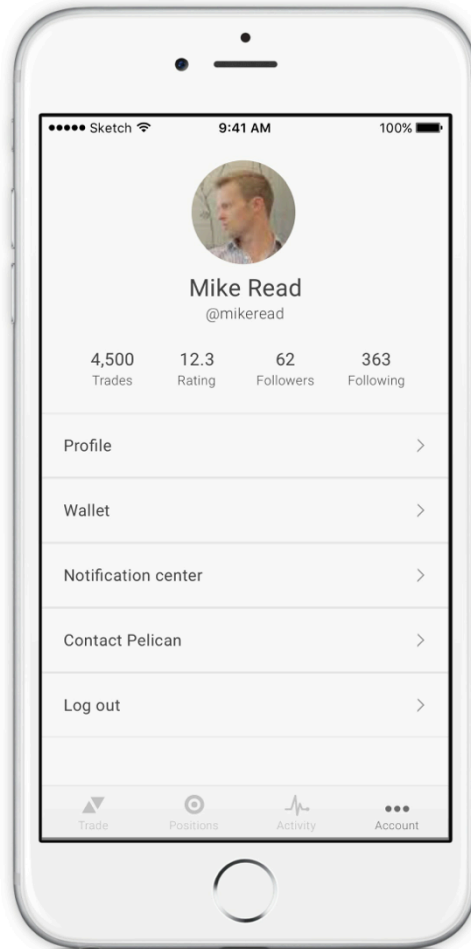 Sketch 9:41 AM 100%
Mike Read
@mikeread
4,500 12.3 62 363
Trades Rating Followers Following
Profile
Wallet
Notification center
Contact Pelican
Log out
Trade Positions Activity Account